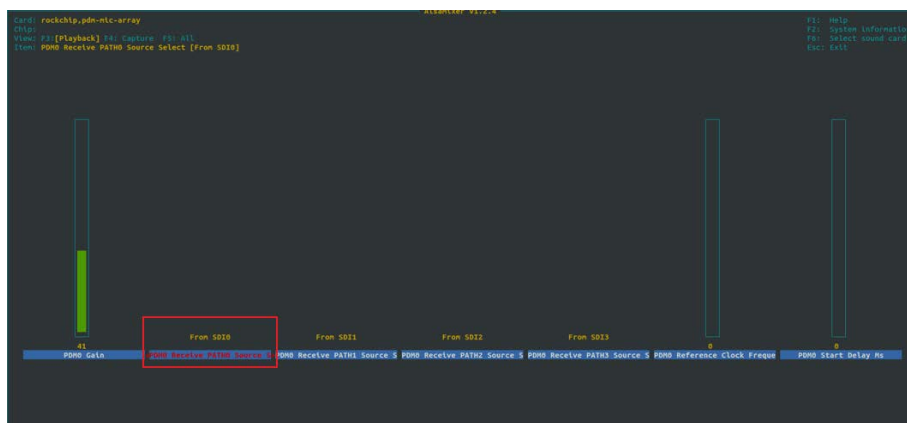 AlsaMixer v1.2.4
Card: rockchip,pdm-mic-array
Chip:
View: F3:[Playback] F4: Capture F5: All
Item: PDM0 Receive PATH0 Source Select [From SDI0]
F1: Help
F2: System informatio
F6: Select sound card
Esc: Exit
From SDI0
From SDI1
From SDI2
From SDI3
41
0
0
PDM0 Gain
PDM0 Receive PATH0 Source S
PDM0 Receive PATH1 Source S
PDM0 Receive PATH2 Source S
PDM0 Receive PATH3 Source S
PDM0 Reference Clock Freque
PDM0 Start Delay Ms